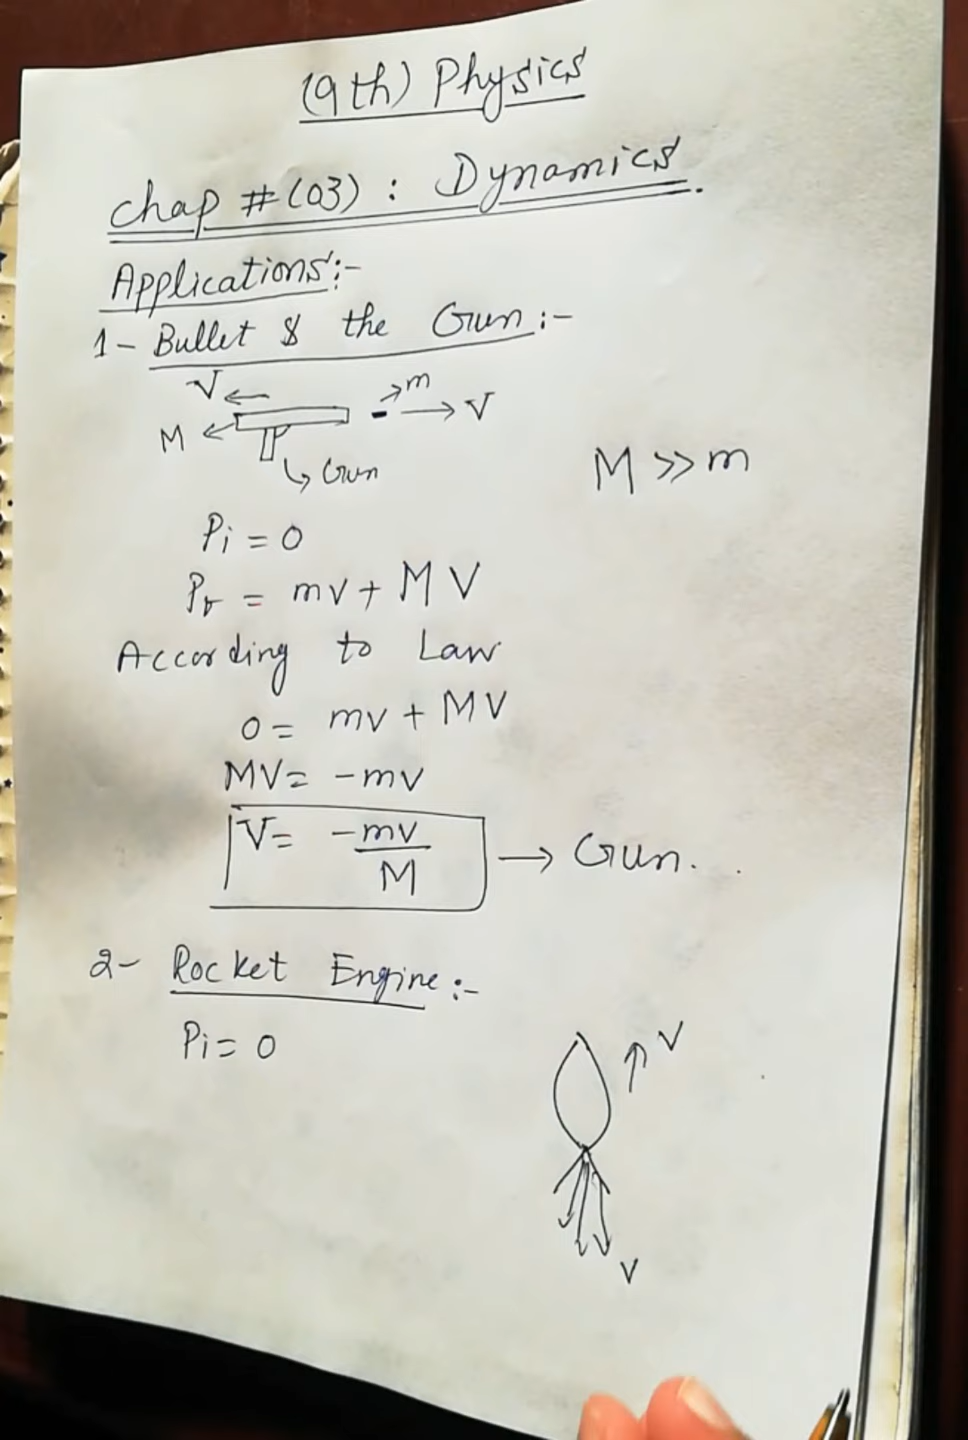 (9th) Physics
Chap # (03) : Dynamics.
Applications:-
1- Bullet & the Gun:-
V m V
M Gun
M >> m
Pi = 0
Pf = mv + MV
According to Law
0 = mv + MV
MV = -mv
V = -mv/M → Gun.
2- Rocket Engine:-
Pi = 0
V
v